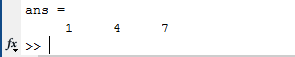 ans =
1 4 7
fx >>